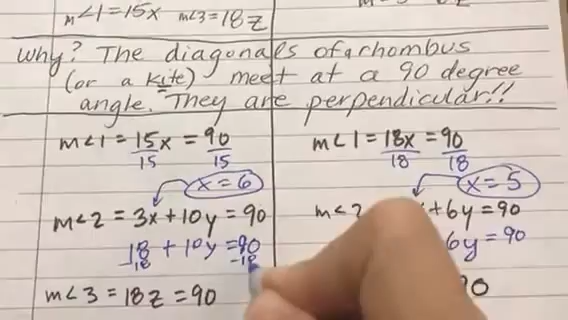 m<1=15x m<3=18z
Why? The diagonals of a rhombus
(or a kite) meet at a 90 degree
angle. They are perpendicular!!
m<1 = 15x = 90
15 15
x = 6
m<2 = 3x+10y = 90
18 + 10y = 90
-18 -18
m<3 = 18z = 90
m<1 = 18x = 90
18 18
x = 5
m<2 +6y = 90
6y = 90
90